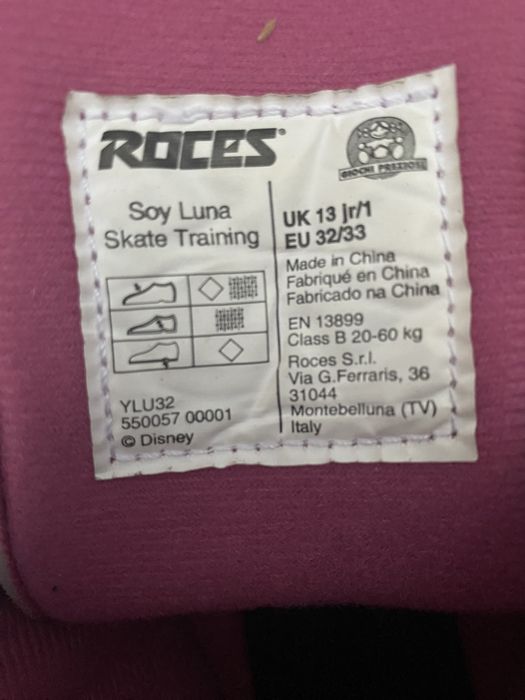 ROCES
GIOCHI PREZIOSI
Soy Luna
Skate Training
YLU32
550057 00001
© Disney
UK 13 jr/1
EU 32/33
Made in China
Fabriqué en China
Fabricado na China
EN 13899
Class B 20-60 kg
Roces S.r.l.
Via G.Ferraris, 36
31044
Montebelluna (TV)
Italy